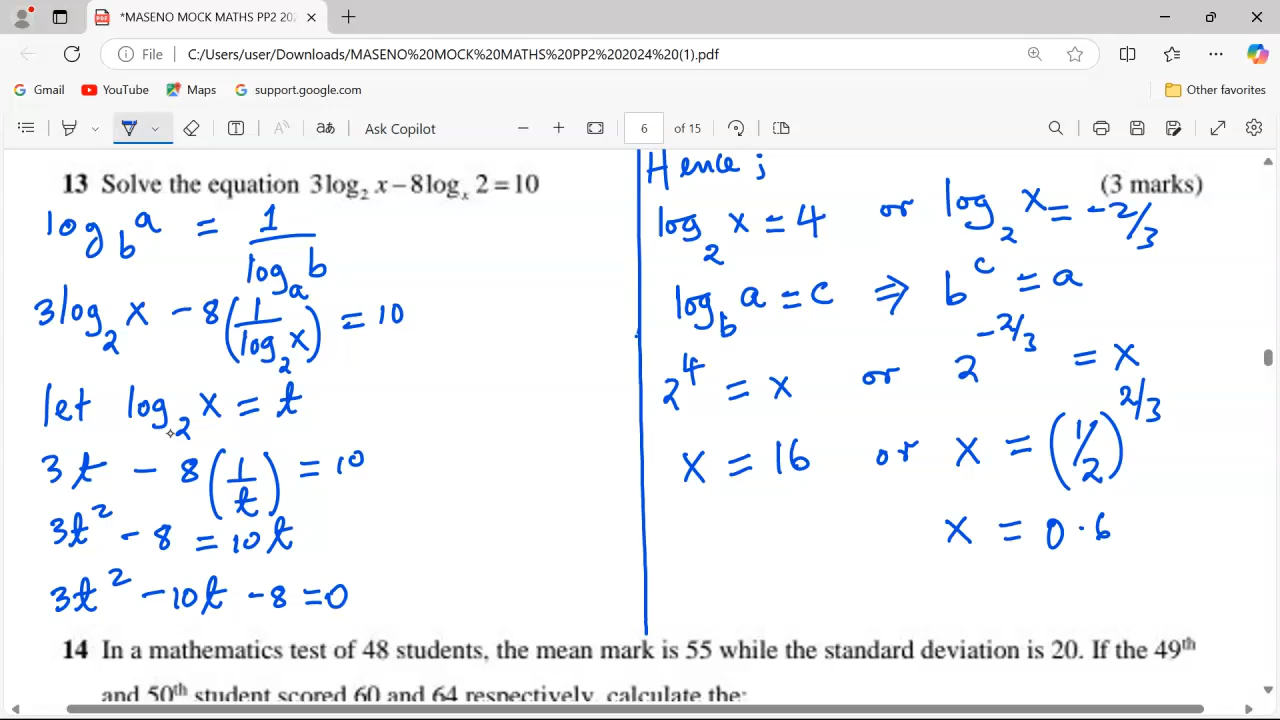 *MASENO MOCK MATHS PP2 202
File C:/Users/user/Downloads/MASENO%20MOCK%20MATHS%20PP2%202024%20(1).pdf
Gmail YouTube Maps support.google.com Other favorites
Ask Copilot 6 of 15
13 Solve the equation 3log₂ x − 8logₓ 2 = 10 (3 marks)
log_b a = 1/log_a b
3log₂ x − 8(1/log₂ x) = 10
let log₂ x = t
3t − 8(1/t) = 10
3t² − 8 = 10t
3t² − 10t − 8 = 0
Hence ;
log₂ x = 4 or log₂ x = −2/3
log_b a = c ⇒ b^c = a
2⁴ = x or 2^(−2/3) = x
x = 16 or x = (1/2)^(2/3)
x = 0.6
14 In a mathematics test of 48 students, the mean mark is 55 while the standard deviation is 20. If the 49th
and 50th student scored 60 and 64 respectively, calculate the: